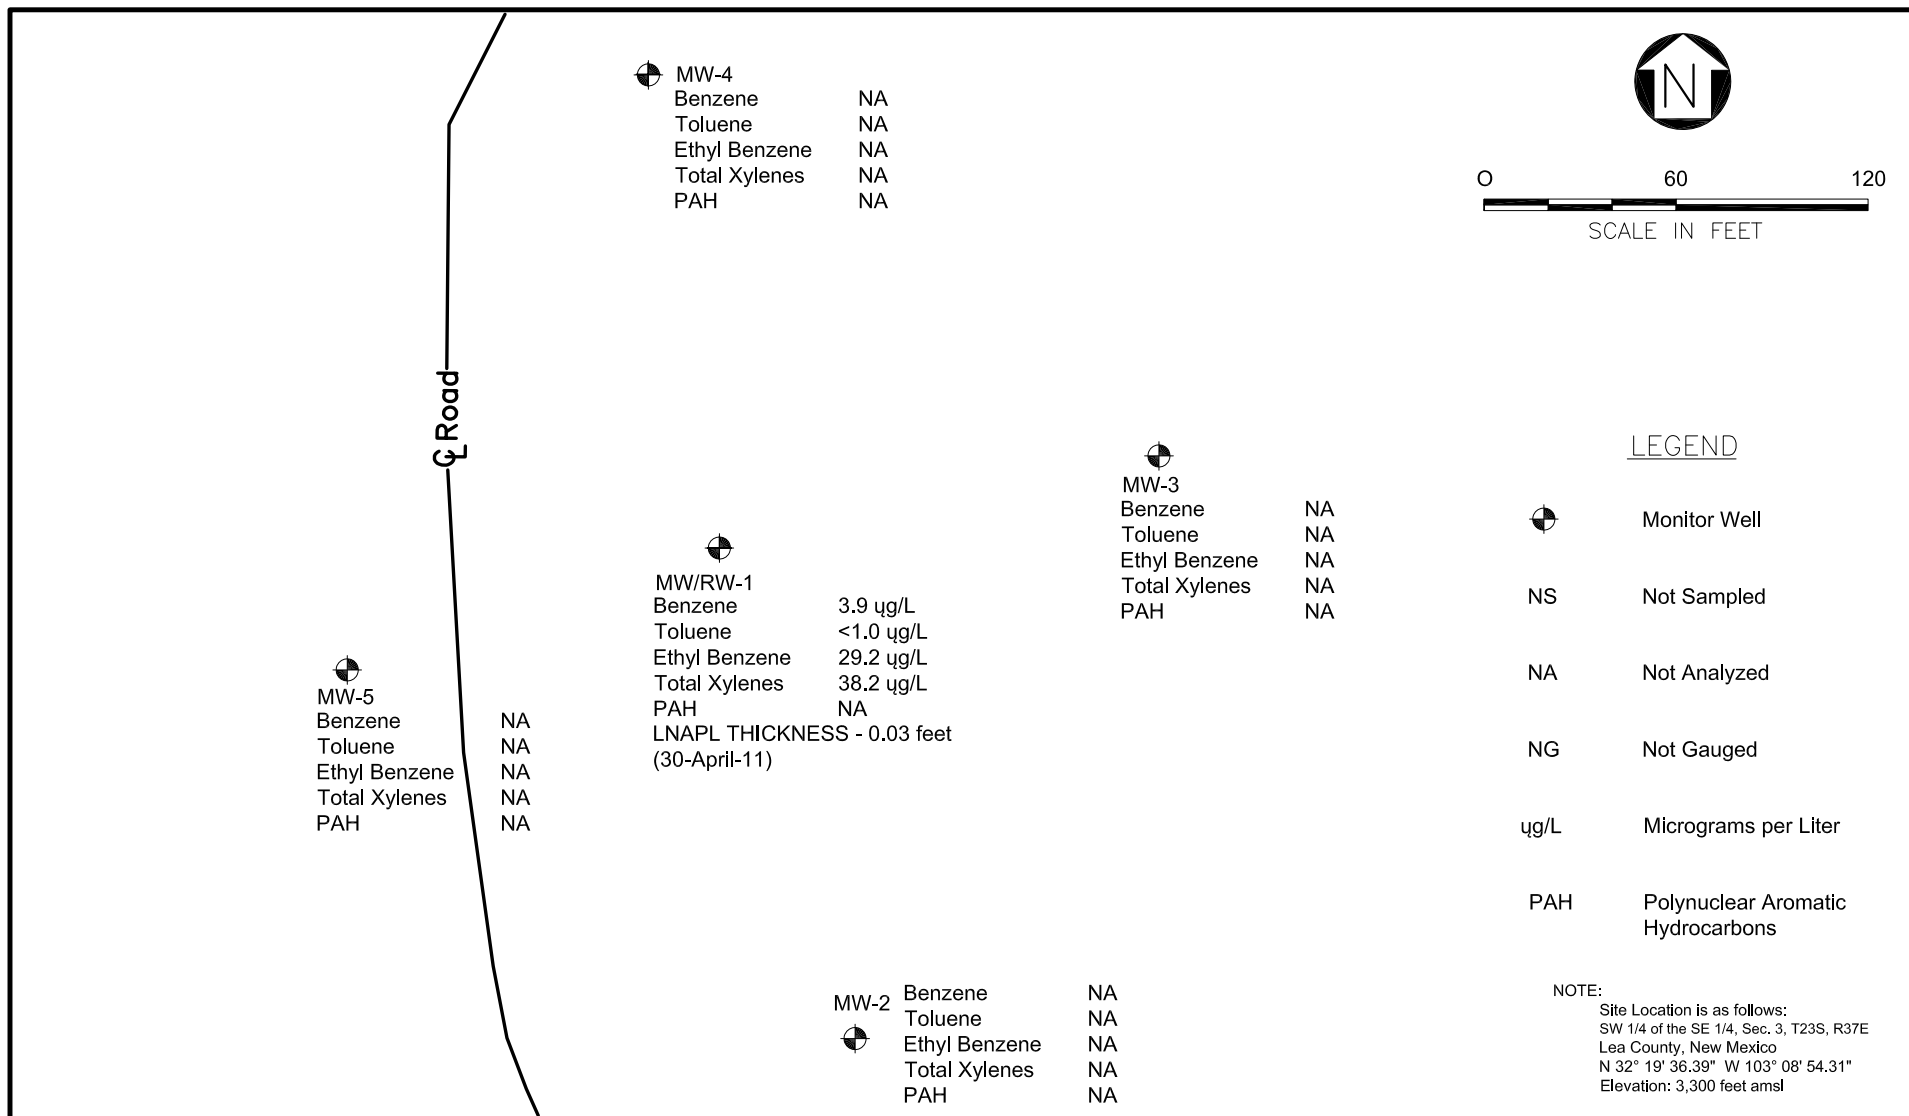 MW-4
Benzene NA
Toluene NA
Ethyl Benzene NA
Total Xylenes NA
PAH NA
N
O 60 120
SCALE IN FEET
℄ Road
MW-3
Benzene NA
Toluene NA
Ethyl Benzene NA
Total Xylenes NA
PAH NA
MW/RW-1
Benzene 3.9 ųg/L
Toluene <1.0 ųg/L
Ethyl Benzene 29.2 ųg/L
Total Xylenes 38.2 ųg/L
PAH NA
LNAPL THICKNESS - 0.03 feet
(30-April-11)
MW-5
Benzene NA
Toluene NA
Ethyl Benzene NA
Total Xylenes NA
PAH NA
MW-2
Benzene NA
Toluene NA
Ethyl Benzene NA
Total Xylenes NA
PAH NA
LEGEND
Monitor Well
NS Not Sampled
NA Not Analyzed
NG Not Gauged
ųg/L Micrograms per Liter
PAH Polynuclear Aromatic
Hydrocarbons
NOTE:
Site Location is as follows:
SW 1/4 of the SE 1/4, Sec. 3, T23S, R37E
Lea County, New Mexico
N 32° 19' 36.39" W 103° 08' 54.31"
Elevation: 3,300 feet amsl